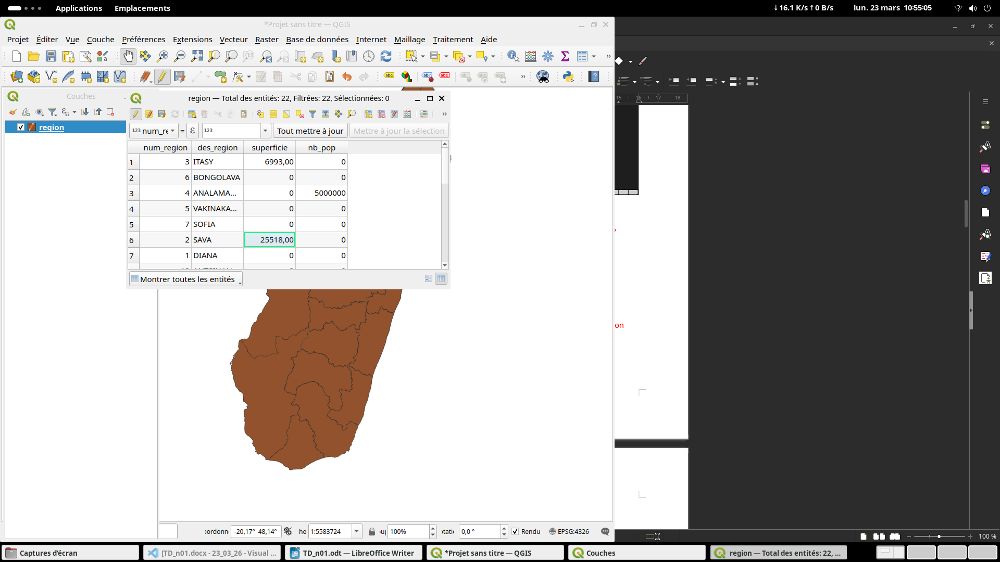 Applications Emplacements ↓16.1 K/s ↑0 B/s lun. 23 mars 10:55:05
*Projet sans titre — QGIS
Projet Éditer Vue Couche Préférences Extensions Vecteur Raster Base de données Internet Maillage Traitement Aide
Couches
region
region — Total des entités: 22, Filtrées: 22, Sélectionnées: 0
123 num_re = ε 123 Tout mettre à jour Mettre à jour la sélection
num_region des_region superficie nb_pop
1 3 ITASY 6993,00 0
2 6 BONGOLAVA 0 0
3 4 ANALAMA... 0 5000000
4 5 VAKINAKA... 0 0
5 7 SOFIA 0 0
6 2 SAVA 25518,00 0
7 1 DIANA 0 0
Montrer toutes les entités
15 16 17 18
on
oordonn -20,17° 48,14° he 1:5583724 oup 100% otati 0,0 ° Rendu EPSG:4326
100 %
Captures d'écran
[TD_n01.docx - 23_03_26 - Visual ...
TD_n01.odt — LibreOffice Writer
*Projet sans titre — QGIS
Couches
region — Total des entités: 22, ...